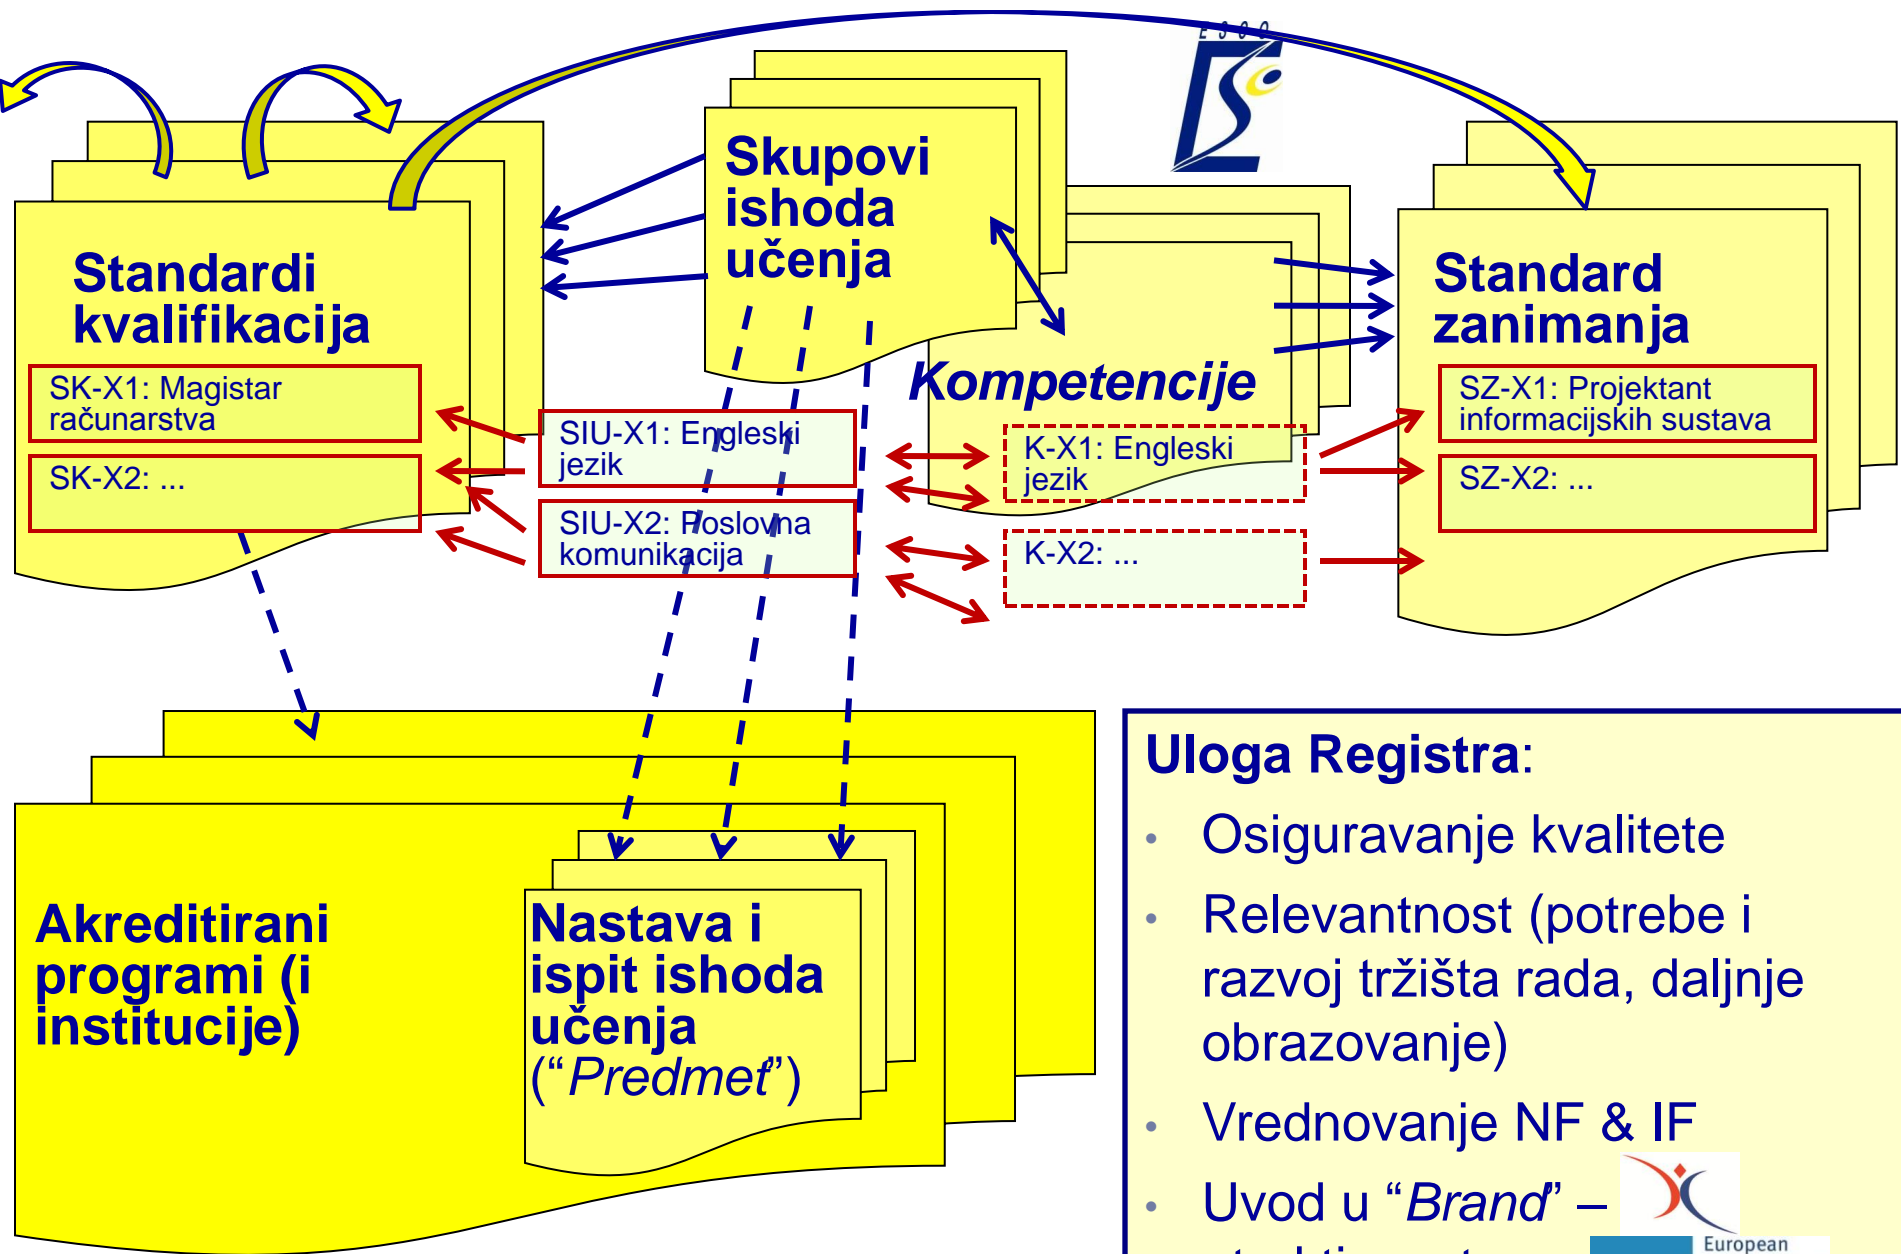 E S C O
Skupovi
ishoda
učenja
Standardi
kvalifikacija
Standard
zanimanja
Kompetencije
SK-X1: Magistar
računarstva
SK-X2: ...
SIU-X1: Engleski
jezik
SIU-X2: Poslovna
komunikacija
K-X1: Engleski
jezik
K-X2: ...
SZ-X1: Projektant
informacijskih sustava
SZ-X2: ...
Akreditirani
programi (i
institucije)
Nastava i
ispit ishoda
učenja
(“Predmet”)
Uloga Registra:
• Osiguravanje kvalitete
• Relevantnost (potrebe i
razvoj tržišta rada, daljnje
obrazovanje)
• Vrednovanje NF & IF
• Uvod u “Brand” –
European